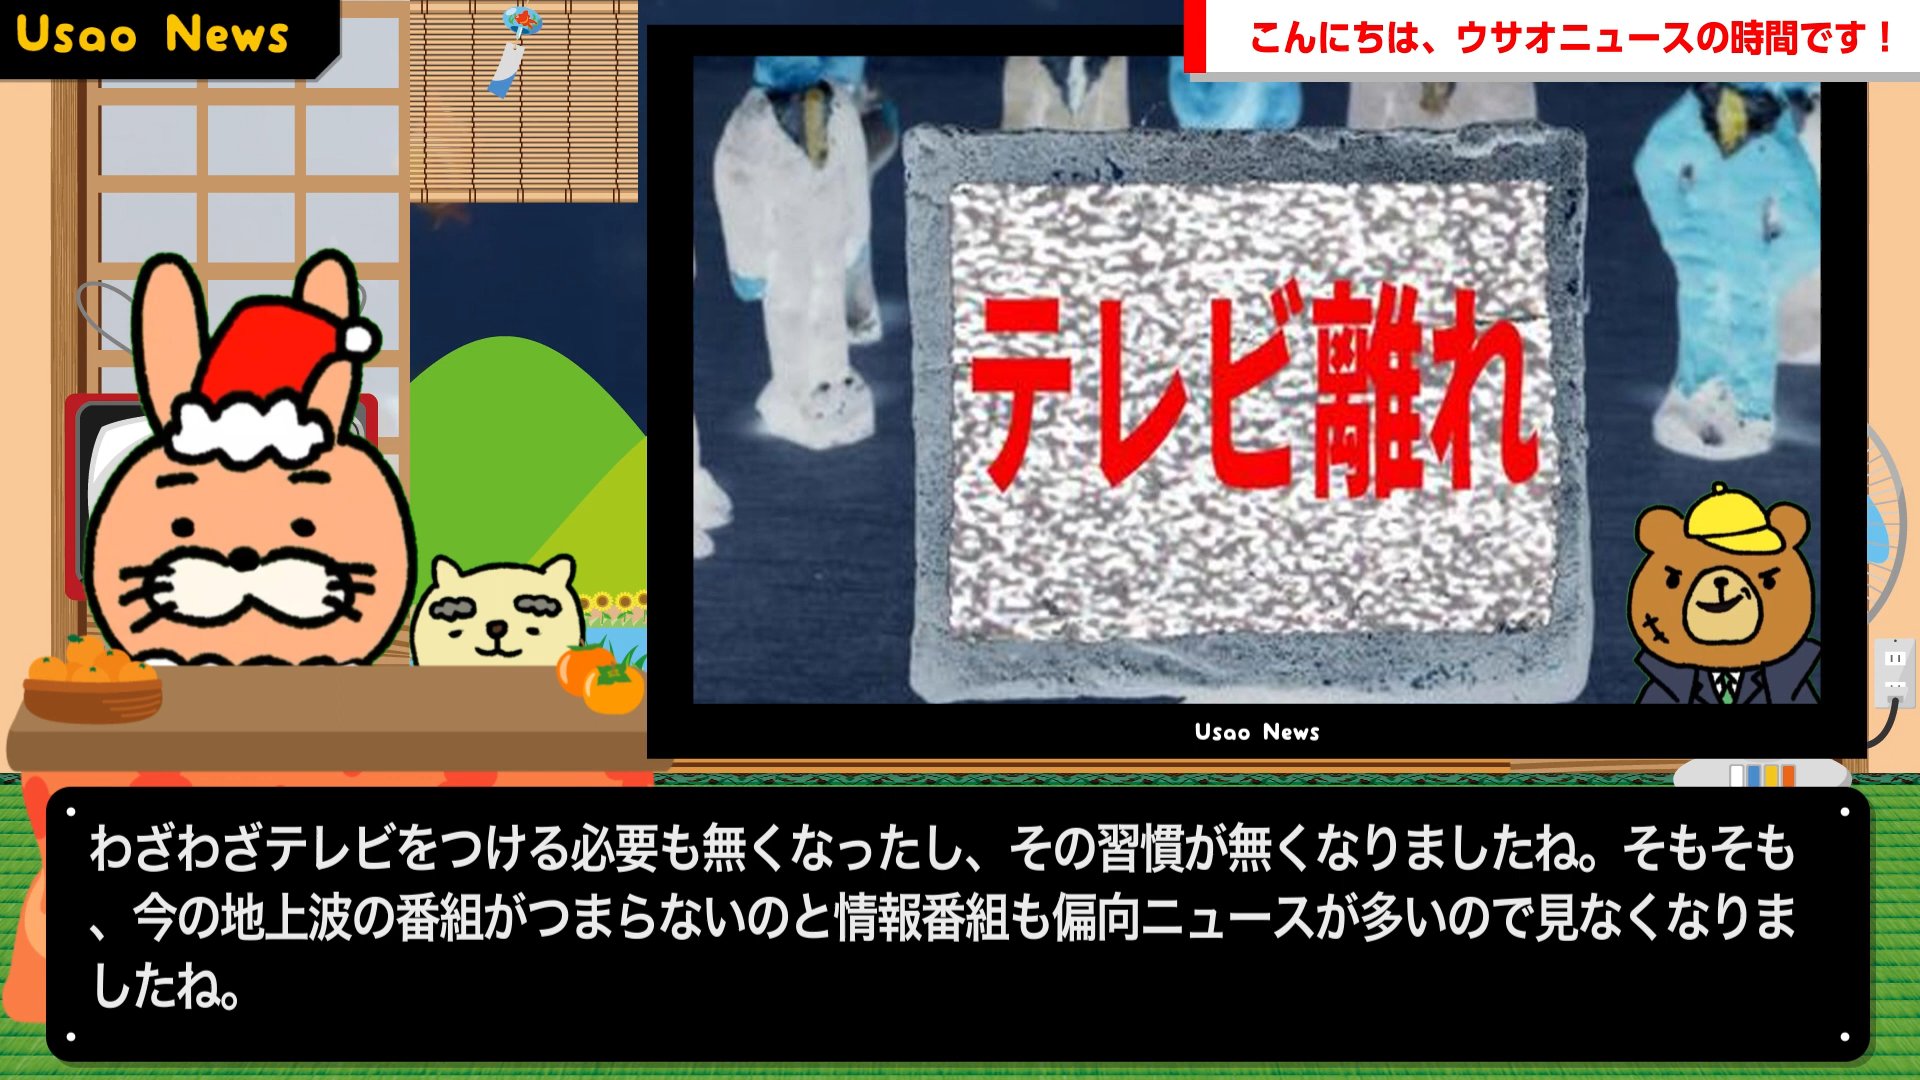 Usao News
こんにちは、ウサオニュースの時間です！
テレビ離れ
Usao News
わざわざテレビをつける必要も無くなったし、その習慣が無くなりましたね。そもそも
、今の地上波の番組がつまらないのと情報番組も偏向ニュースが多いので見なくなりま
したね。